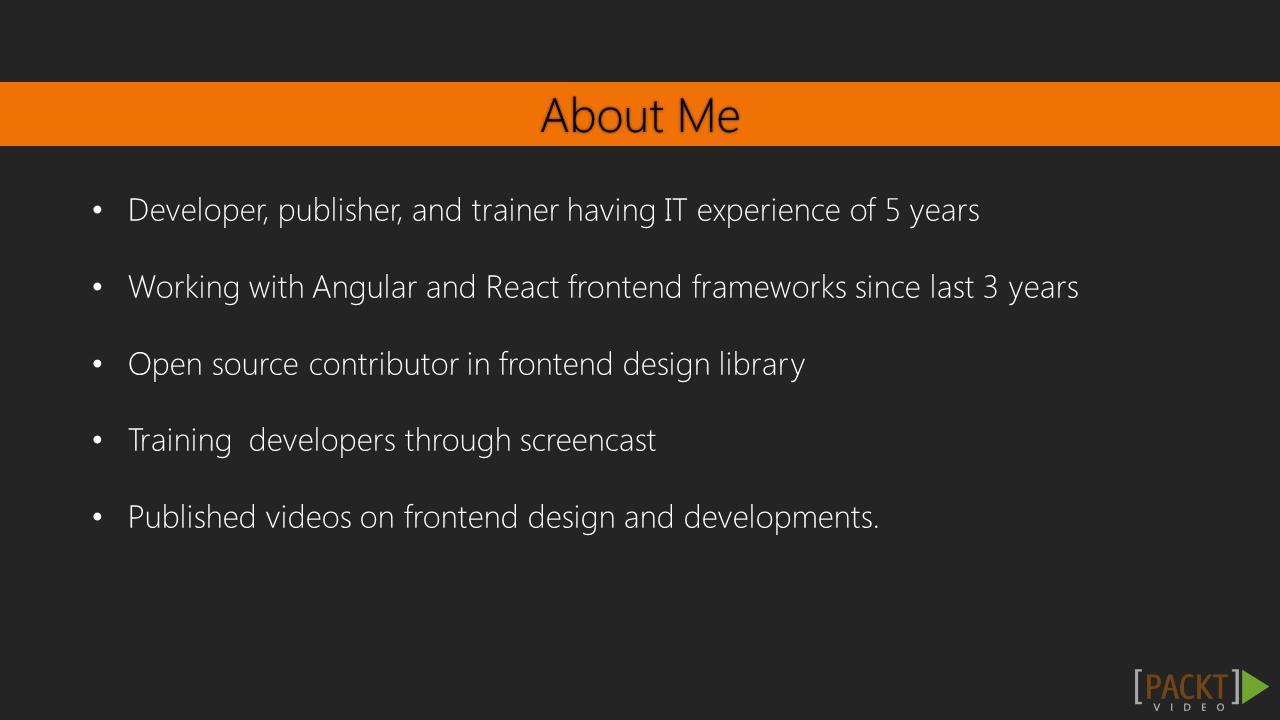 About Me
• Developer, publisher, and trainer having IT experience of 5 years
• Working with Angular and React frontend frameworks since last 3 years
• Open source contributor in frontend design library
• Training  developers through screencast
• Published videos on frontend design and developments.
[PACKT]
VIDEO